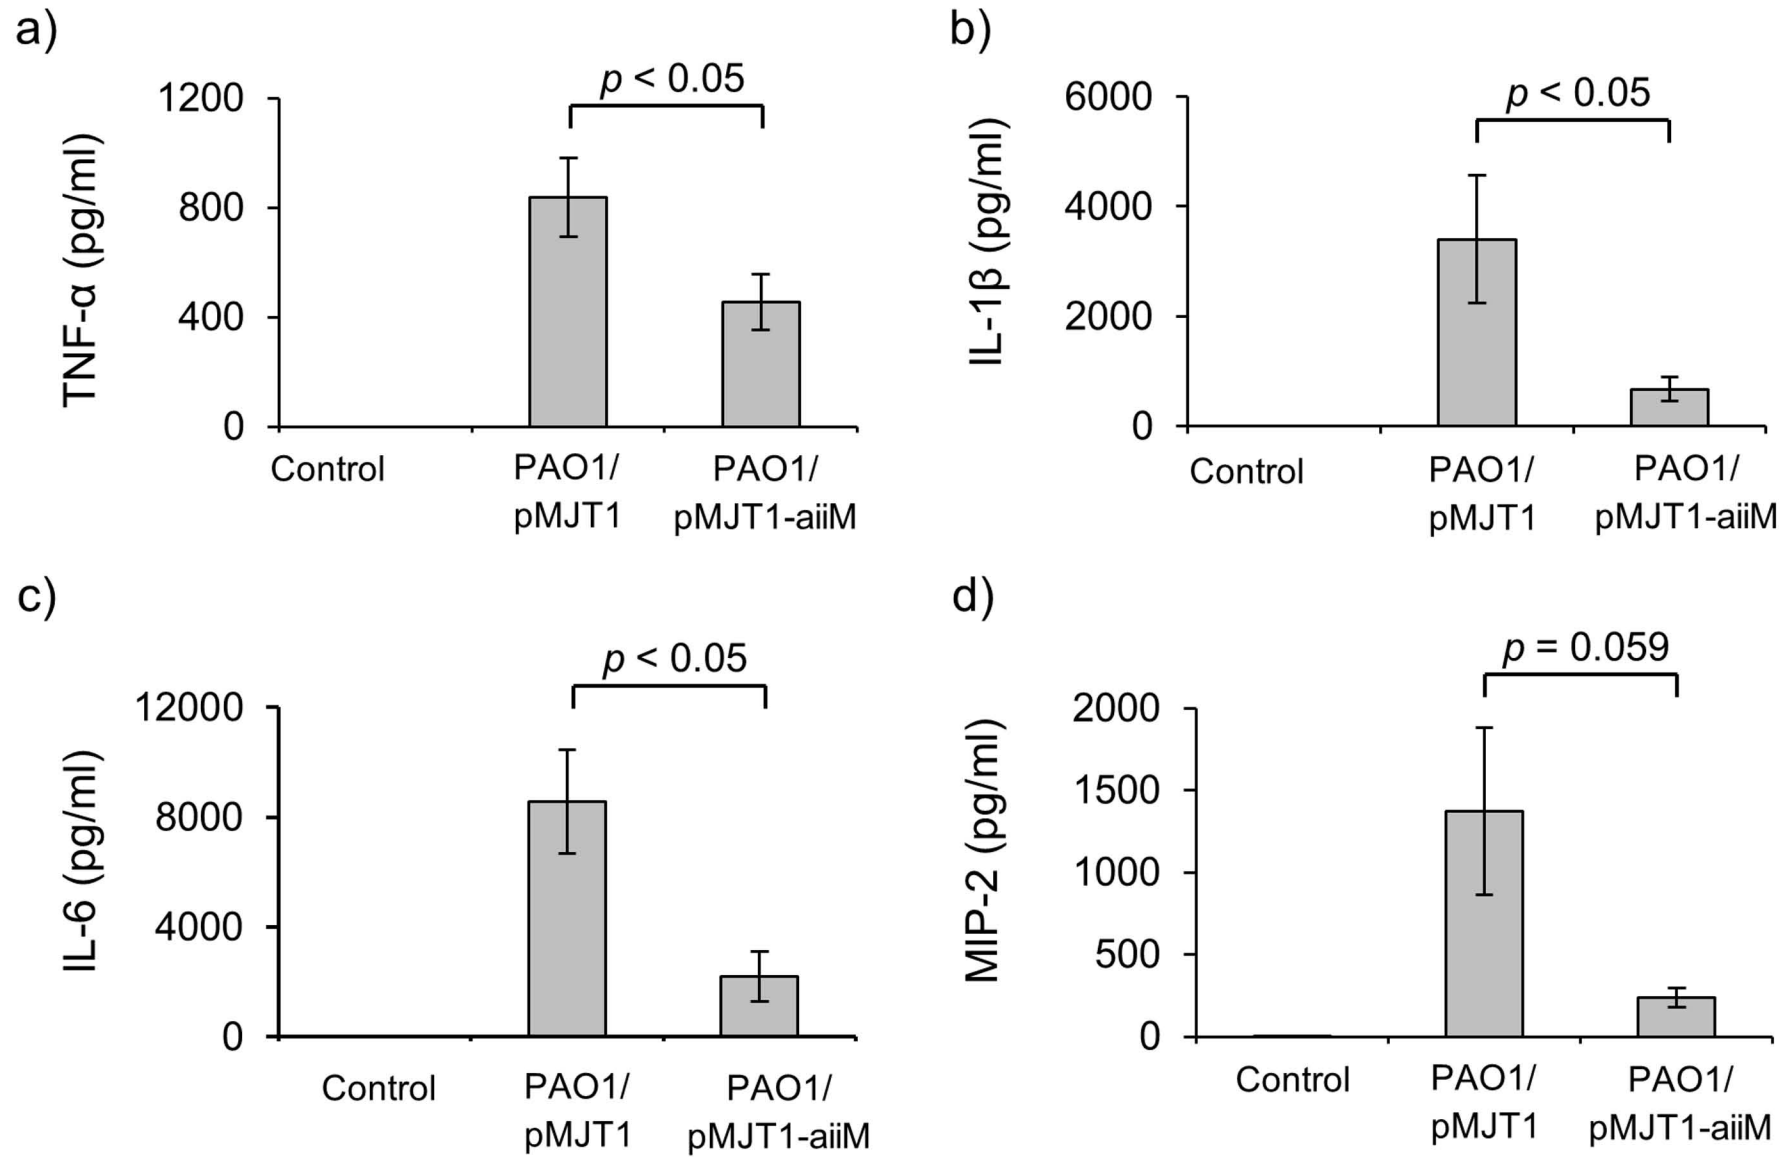 a)
p < 0.05
1200
800
400
0
TNF-α (pg/ml)
Control
PAO1/
pMJT1
PAO1/
pMJT1-aiiM
b)
p < 0.05
6000
4000
2000
0
IL-1β (pg/ml)
Control
PAO1/
pMJT1
PAO1/
pMJT1-aiiM
c)
p < 0.05
12000
8000
4000
0
IL-6 (pg/ml)
Control
PAO1/
pMJT1
PAO1/
pMJT1-aiiM
d)
p = 0.059
2000
1500
1000
500
0
MIP-2 (pg/ml)
Control
PAO1/
pMJT1
PAO1/
pMJT1-aiiM